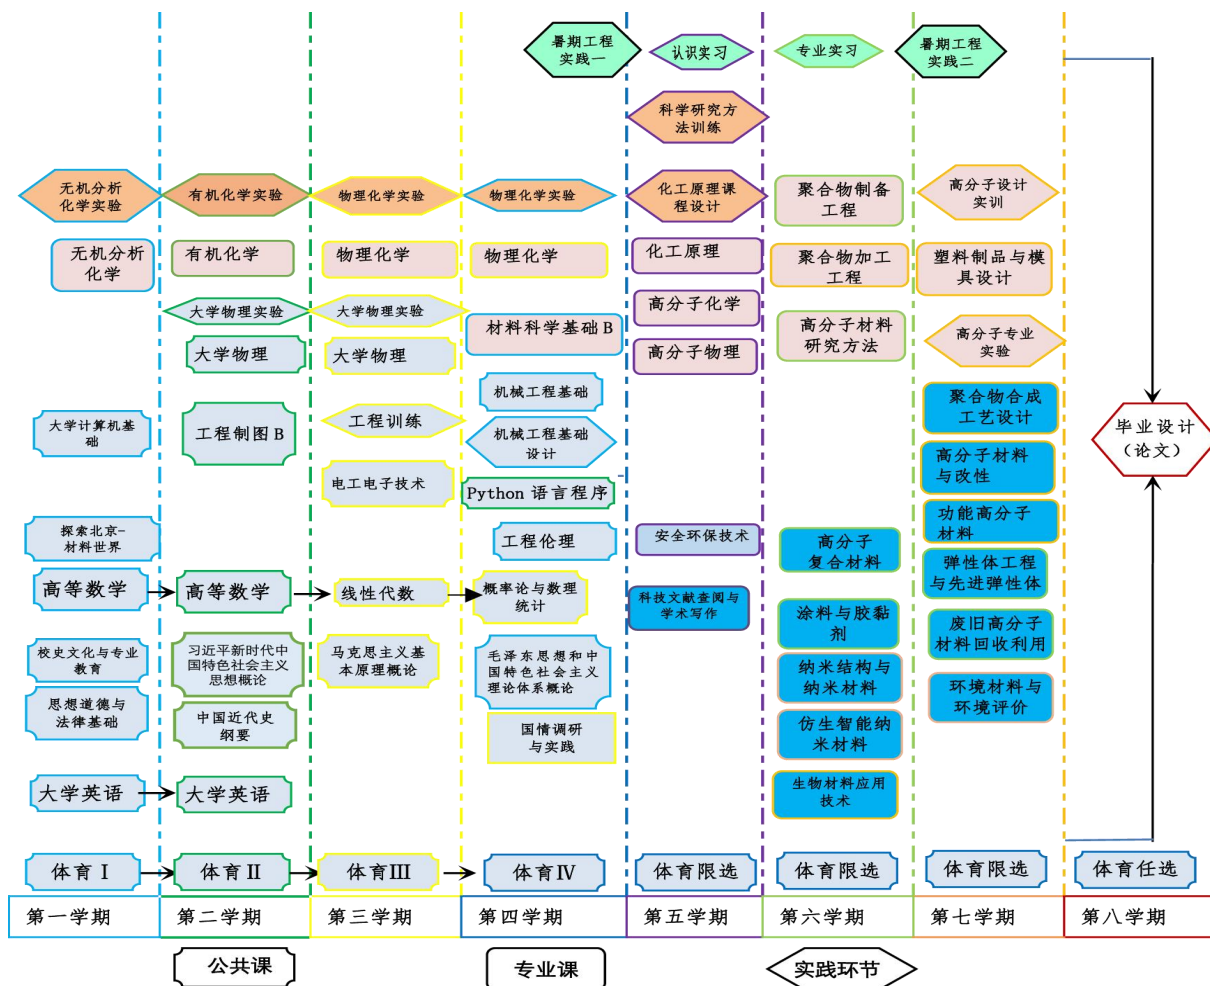 暑期工程
实践一
认识实习
专业实习
暑期工程
实践二
科学研究方
法训练
无机分析
化学实验
有机化学实验
物理化学实验
物理化学实验
化工原理课
程设计
聚合物制备
工程
高分子设计
实训
无机分析
化学
有机化学
物理化学
物理化学
化工原理
聚合物加工
工程
塑料制品与模
具设计
大学物理实验
大学物理实验
材料科学基础 B
高分子化学
高分子材料
研究方法
高分子专业
实验
大学物理
大学物理
高分子物理
机械工程基础
聚合物合成
工艺设计
大学计算机基
础
工程制图 B
工程训练
机械工程基础
设计
毕业设计
（论文）
高分子材料
与改性
电工电子技术
Python 语言程序
功能高分子
材料
探索北京-
材料世界
工程伦理
安全环保技术
高分子
复合材料
弹性体工程
与先进弹性体
高等数学
高等数学
线性代数
概率论与数理
统计
科技文献查阅与
学术写作
涂料与胶黏
剂
废旧高分子
材料回收利用
校史文化与专业
教育
习近平新时代中
国特色社会主义
思想概论
马克思主义基
本原理概论
毛泽东思想和中
国特色社会主义
理论体系概论
纳米结构与
纳米材料
环境材料与
环境评价
思想道德与
法律基础
中国近代史
纲要
国情调研
与实践
仿生智能纳
米材料
大学英语
大学英语
生物材料应用
技术
体育 I
体育 II
体育III
体育IV
体育限选
体育限选
体育限选
体育任选
第一学期
第二学期
第三学期
第四学期
第五学期
第六学期
第七学期
第八学期
公共课
专业课
实践环节